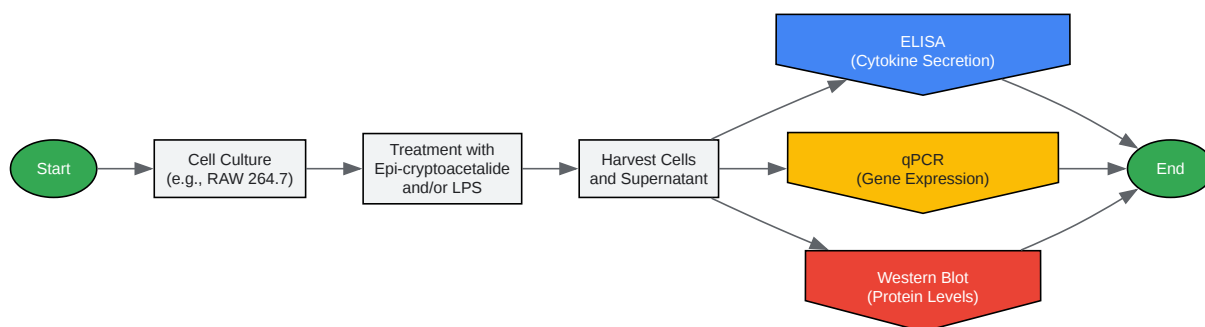 Start
Cell Culture
(e.g., RAW 264.7)
Treatment with
Epi-cryptoacetalide
and/or LPS
Harvest Cells
and Supernatant
ELISA
(Cytokine Secretion)
qPCR
(Gene Expression)
Western Blot
(Protein Levels)
End